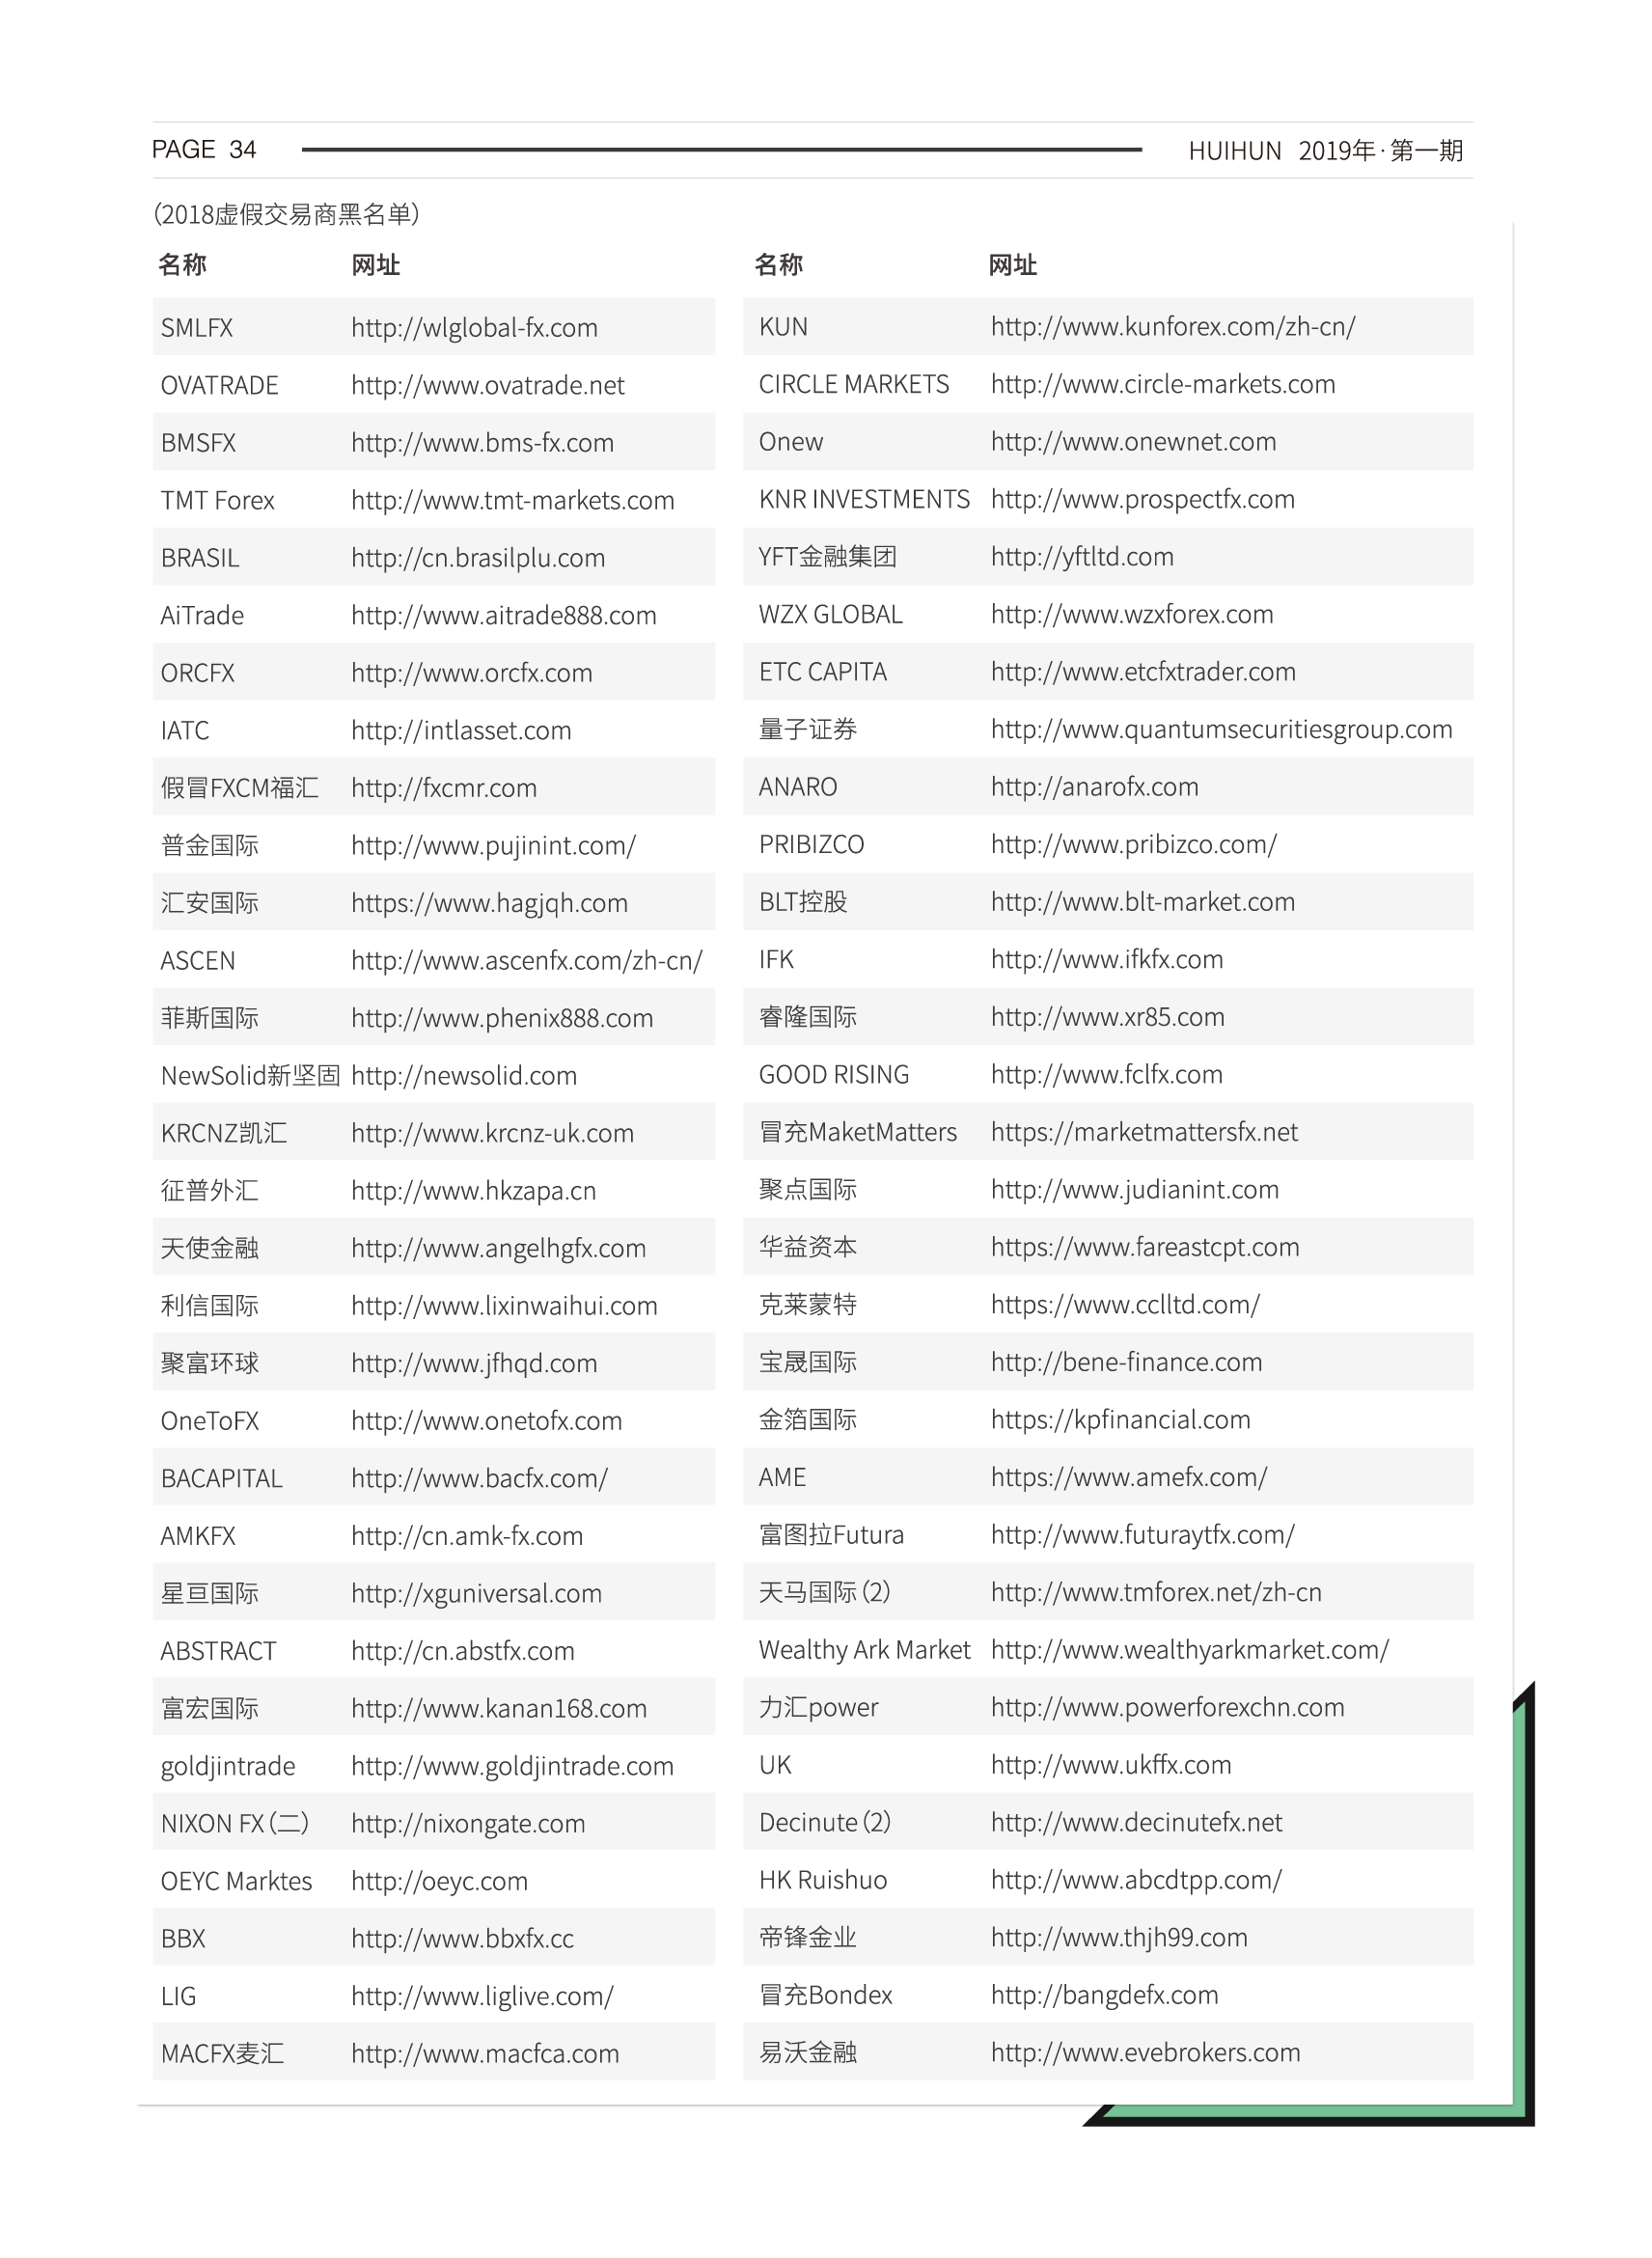 PAGE 34 HUIHUN 2019年·第一期
(2018虚假交易商黑名单)
名称 网址 名称 网址
SMLFX http://wlglobal-fx.com KUN http://www.kunforex.com/zh-cn/
OVATRADE http://www.ovatrade.net CIRCLE MARKETS http://www.circle-markets.com
BMSFX http://www.bms-fx.com Onew http://www.onewnet.com
TMT Forex http://www.tmt-markets.com KNR INVESTMENTS http://www.prospectfx.com
BRASIL http://cn.brasilplu.com YFT金融集团 http://yftltd.com
AiTrade http://www.aitrade888.com WZX GLOBAL http://www.wzxforex.com
ORCFX http://www.orcfx.com ETC CAPITA http://www.etcfxtrader.com
IATC http://intlasset.com 量子证券 http://www.quantumsecuritiesgroup.com
假冒FXCM福汇 http://fxcmr.com ANARO http://anarofx.com
普金国际 http://www.pujinint.com/ PRIBIZCO http://www.pribizco.com/
汇安国际 https://www.hagjqh.com BLT控股 http://www.blt-market.com
ASCEN http://www.ascenfx.com/zh-cn/ IFK http://www.ifkfx.com
菲斯国际 http://www.phenix888.com 睿隆国际 http://www.xr85.com
NewSolid新坚固 http://newsolid.com GOOD RISING http://www.fclfx.com
KRCNZ凯汇 http://www.krcnz-uk.com 冒充MaketMatters https://marketmattersfx.net
征普外汇 http://www.hkzapa.cn 聚点国际 http://www.judianint.com
天使金融 http://www.angelhgfx.com 华益资本 https://www.fareastcpt.com
利信国际 http://www.lixinwaihui.com 克莱蒙特 https://www.cclltd.com/
聚富环球 http://www.jfhqd.com 宝晟国际 http://bene-finance.com
OneToFX http://www.onetofx.com 金箔国际 https://kpfinancial.com
BACAPITAL http://www.bacfx.com/ AME https://www.amefx.com/
AMKFX http://cn.amk-fx.com 富图拉Futura http://www.futuraytfx.com/
星亘国际 http://xguniversal.com 天马国际(2) http://www.tmforex.net/zh-cn
ABSTRACT http://cn.abstfx.com Wealthy Ark Market http://www.wealthyarkmarket.com/
富宏国际 http://www.kanan168.com 力汇power http://www.powerforexchn.com
goldjintrade http://www.goldjintrade.com UK http://www.ukffx.com
NIXON FX(二) http://nixongate.com Decinute(2) http://www.decinutefx.net
OEYC Marktes http://oeyc.com HK Ruishuo http://www.abcdtpp.com/
BBX http://www.bbxfx.cc 帝锋金业 http://www.thjh99.com
LIG http://www.liglive.com/ 冒充Bondex http://bangdefx.com
MACFX麦汇 http://www.macfca.com 易沃金融 http://www.evebrokers.com